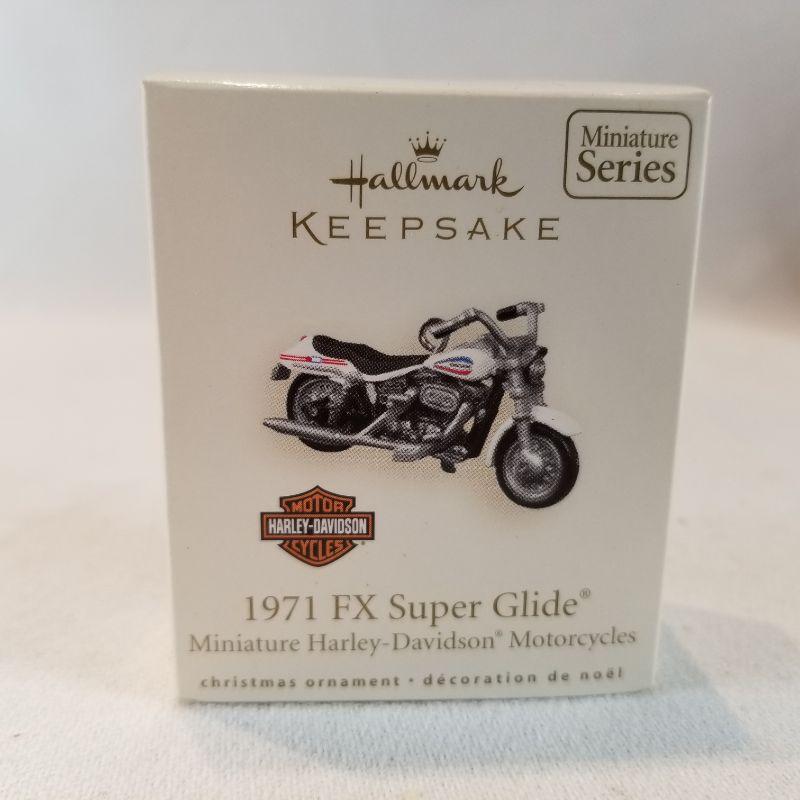 Miniature
Series
Hallmark
KEEPSAKE
MOTOR
HARLEY-DAVIDSON
CYCLES
1971 FX Super Glide®
Miniature Harley-Davidson® Motorcycles
christmas ornament • décoration de noël